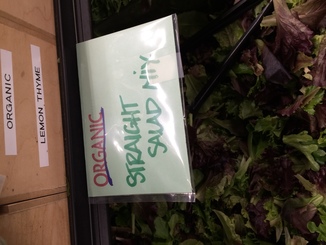 ORGANIC
LEMON THYME
ORGANIC
STRAIGHT
SALAD MIX